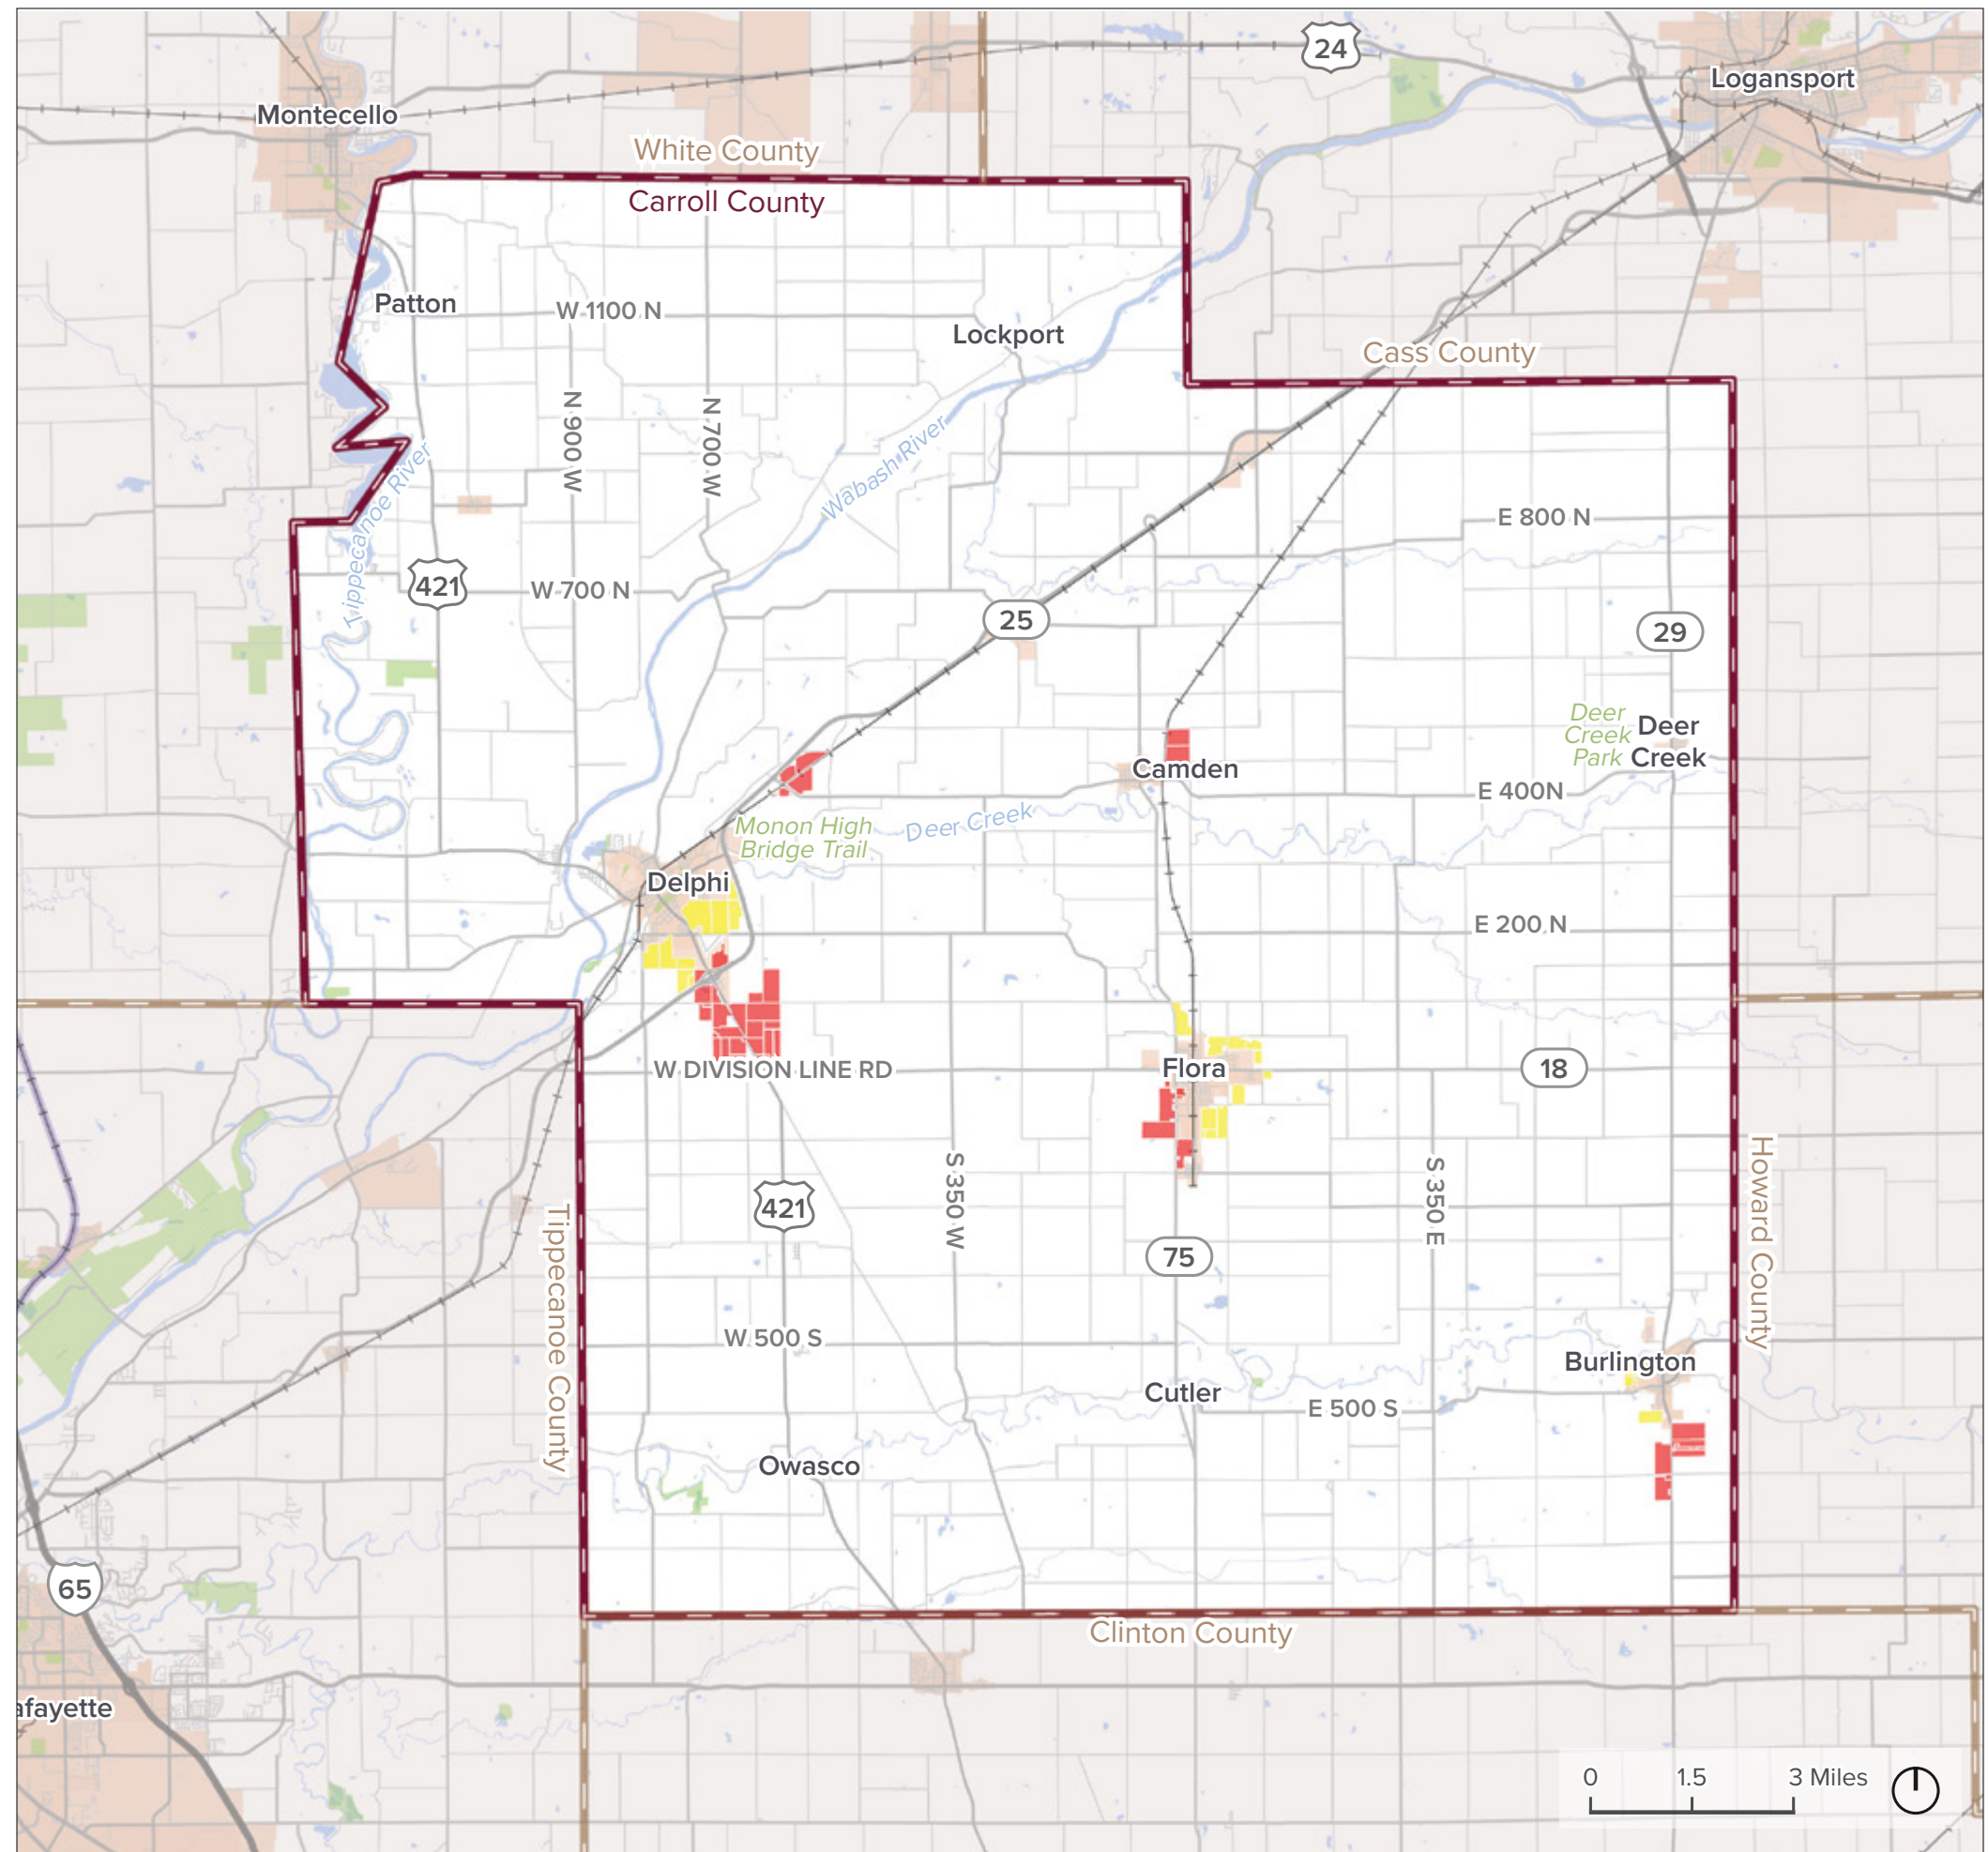 24
Logansport
Montecello
White County
Carroll County
Patton
W 1100 N
Lockport
Cass County
N 900 W
N 700 W
Wabash River
Tippecanoe River
E 800 N
421
W 700 N
25
29
Deer
Creek
Park
Deer
Creek
Camden
E 400N
Monon High
Bridge Trail
Deer Creek
Delphi
E 200 N
W DIVISION LINE RD
Flora
18
Howard County
S 350 W
S 350 E
421
Tippecanoe County
75
W 500 S
Burlington
Cutler
E 500 S
Owasco
65
Clinton County
afayette
0 1.5 3 Miles